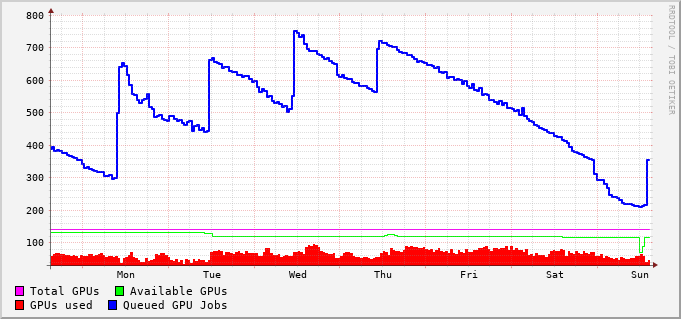 800
700
600
500
400
300
200
100
Mon Tue Wed Thu Fri Sat Sun
Total GPUs Available GPUs
GPUs used Queued GPU Jobs
RRDTOOL / TOBI OETIKER